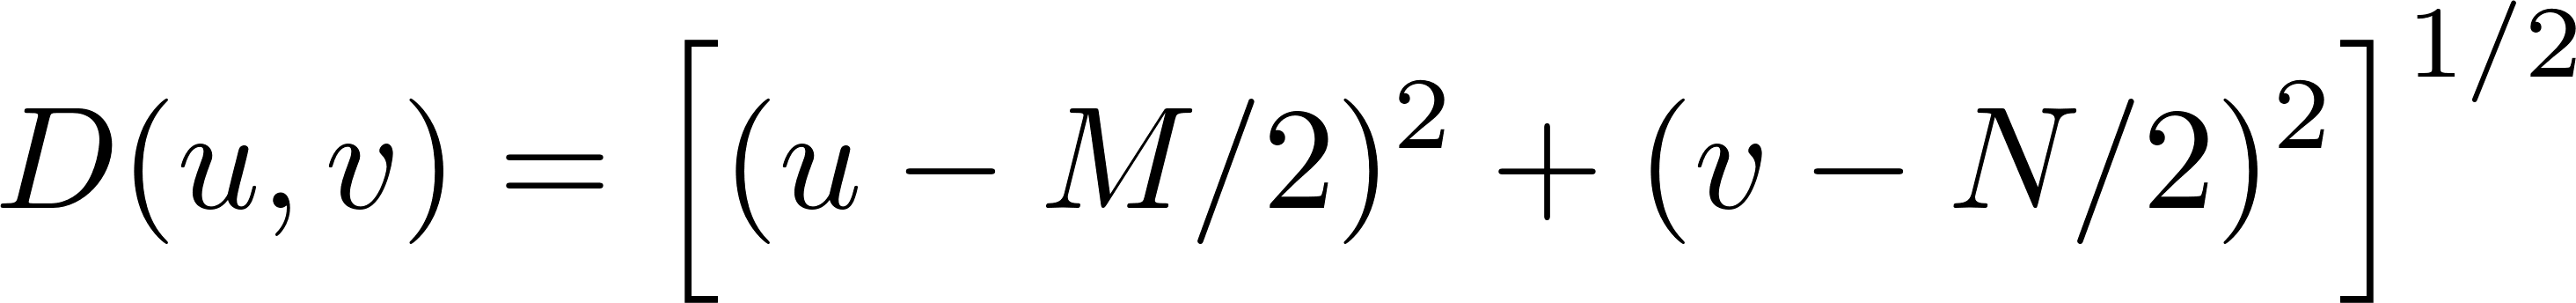 D(u, v) = [(u − M/2)² + (v − N/2)²]^{1/2}